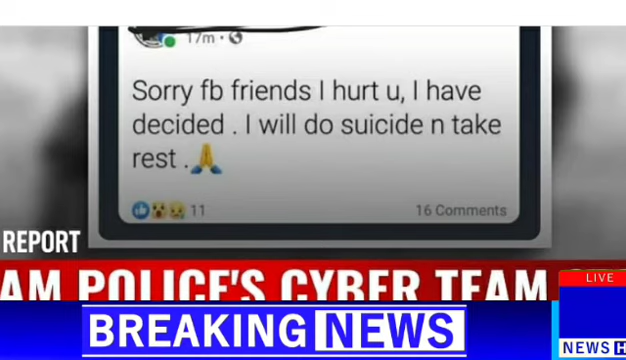 17m
Sorry fb friends I hurt u, I have
decided . I will do suicide n take
rest . 🙏
11
16 Comments
REPORT
AM POLICE'S CYBER TEAM
LIVE
BREAKING NEWS
NEWS H